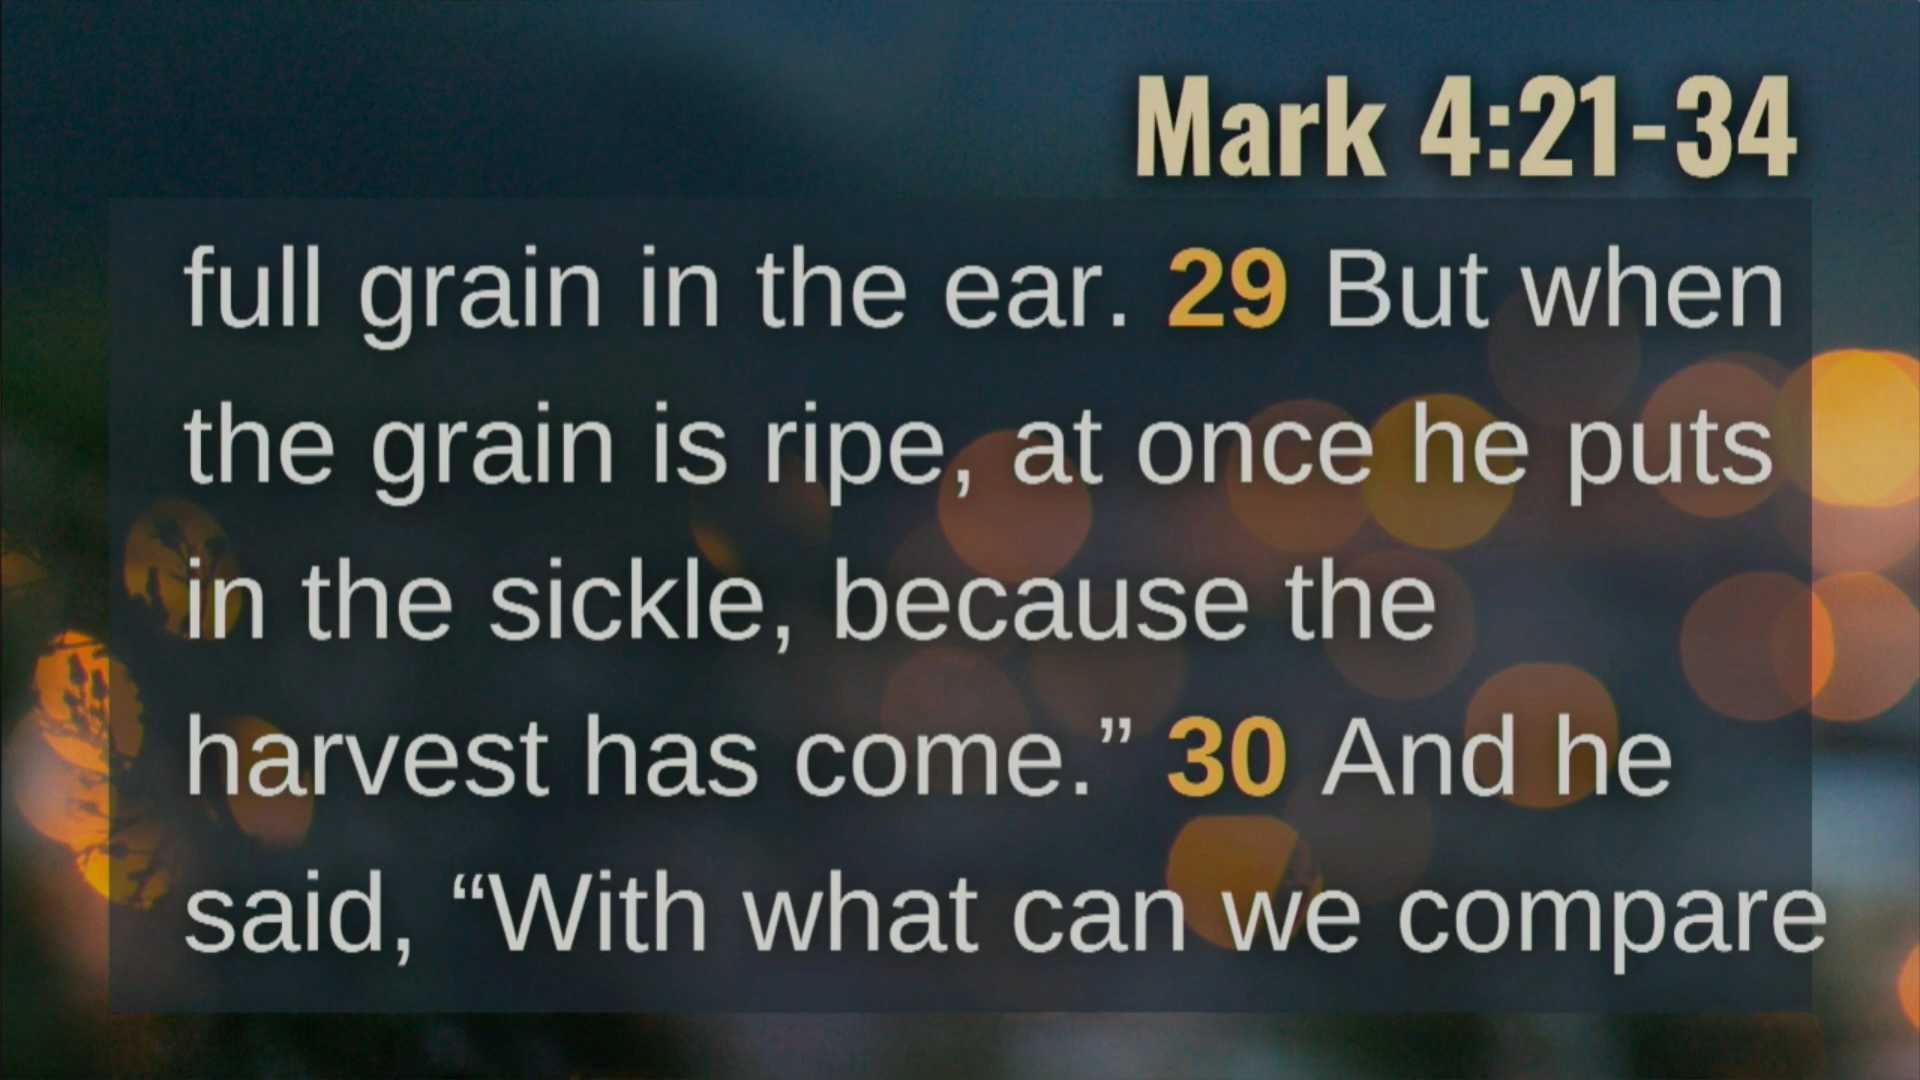 Mark 4:21-34
full grain in the ear. 29 But when
the grain is ripe, at once he puts
in the sickle, because the
harvest has come.” 30 And he
said, “With what can we compare